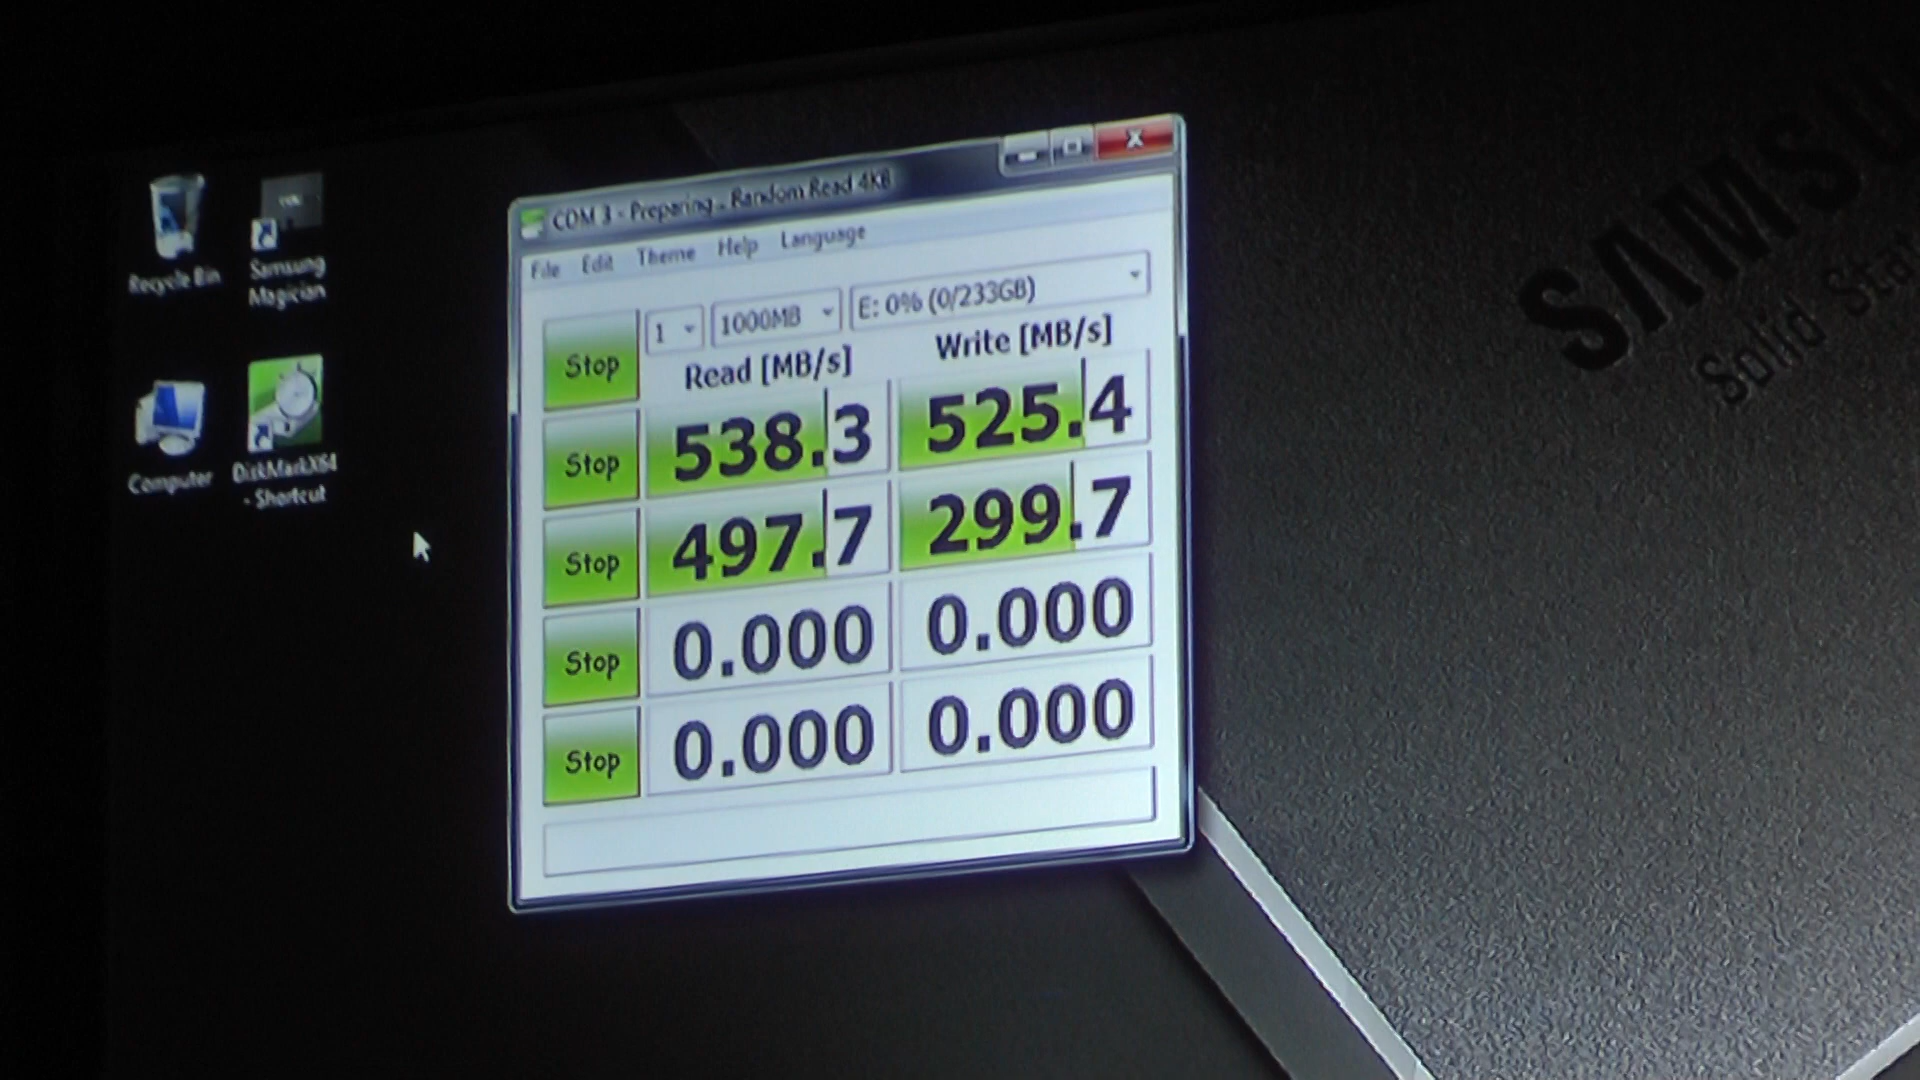 Recycle Bin
Samsung
Magician
Computer
DiskMarkX64
- Shortcut
COM 3 - Preparing... Random Read 4KB
File Edit Theme Help Language
Stop
1
1000MB
E: 0% (0/233GB)
Read [MB/s]
Write [MB/s]
Stop 538.3 525.4
Stop 497.7 299.7
Stop 0.000 0.000
Stop 0.000 0.000
SAMSU
Solid Sta